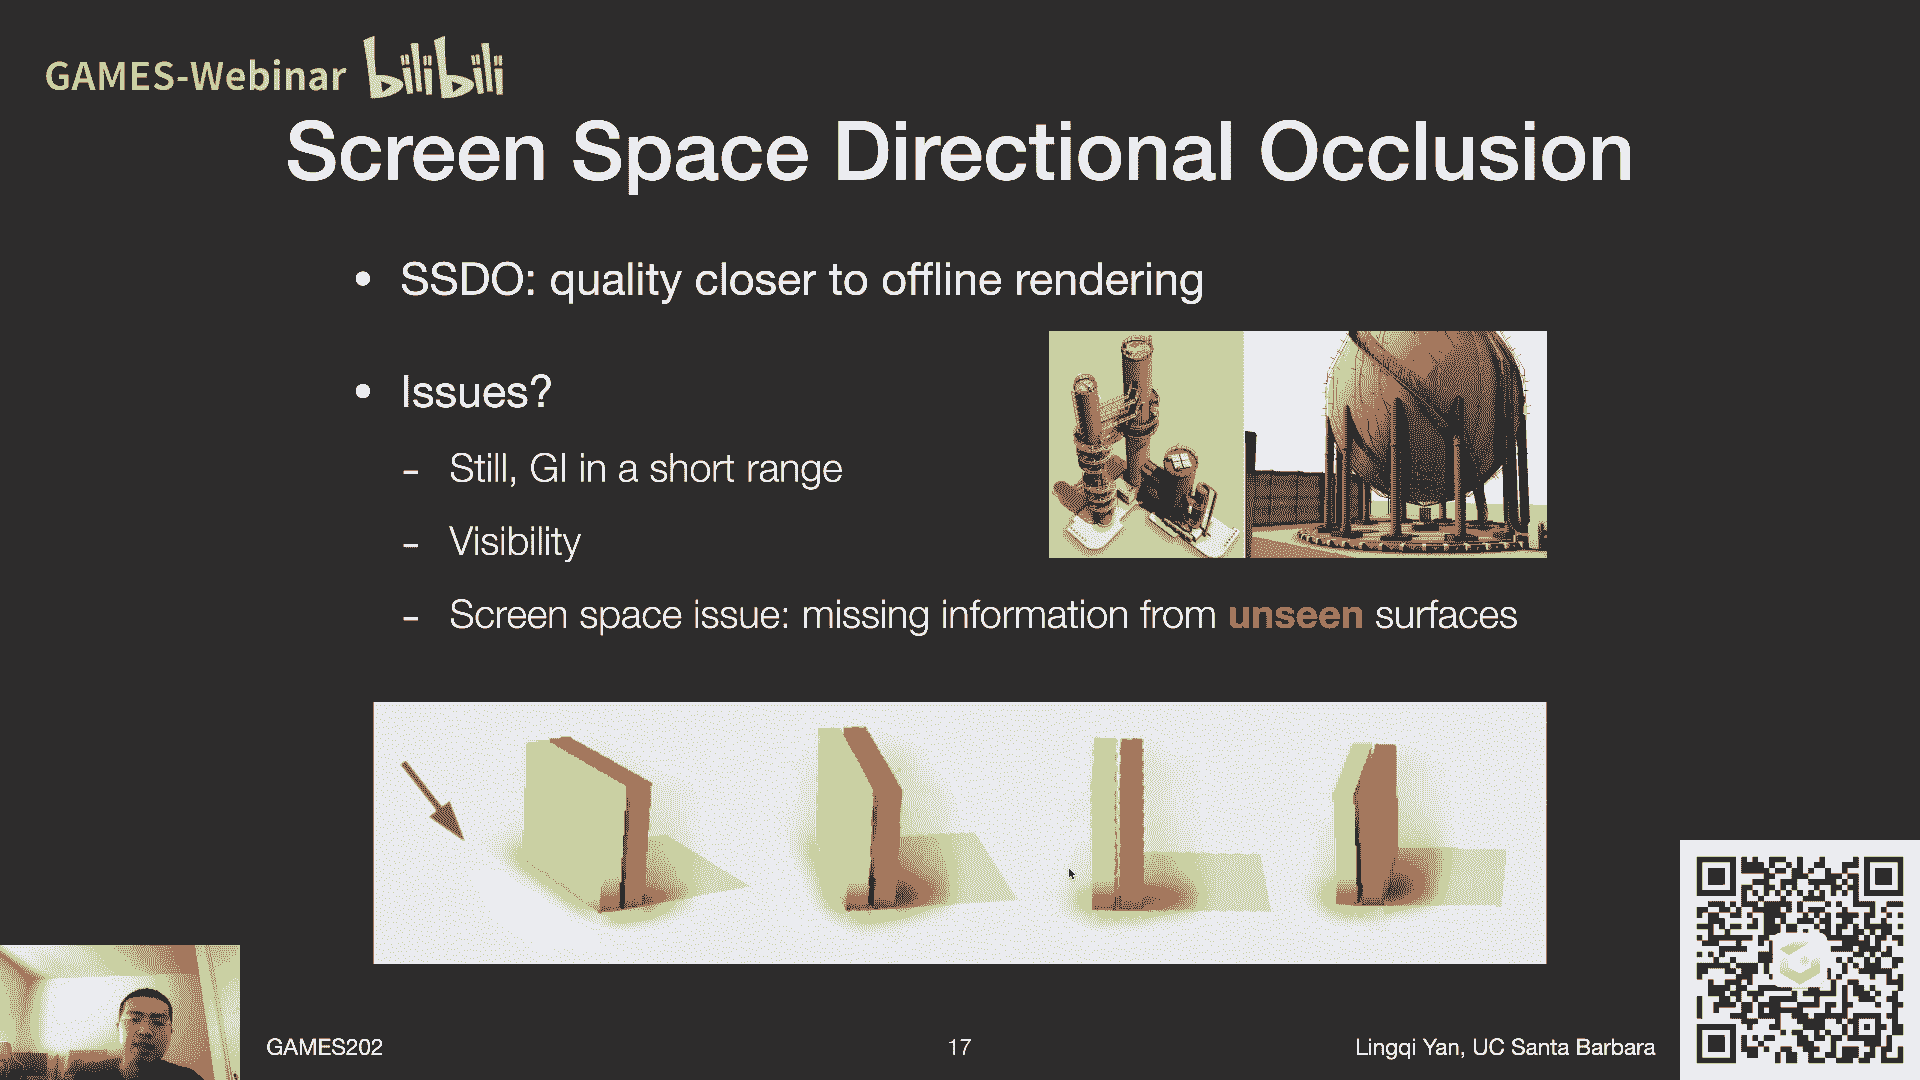 GAMES-Webinar bilibili
Screen Space Directional Occlusion
• SSDO: quality closer to offline rendering
• Issues?
- Still, GI in a short range
- Visibility
- Screen space issue: missing information from unseen surfaces
GAMES202
17
Lingqi Yan, UC Santa Barbara